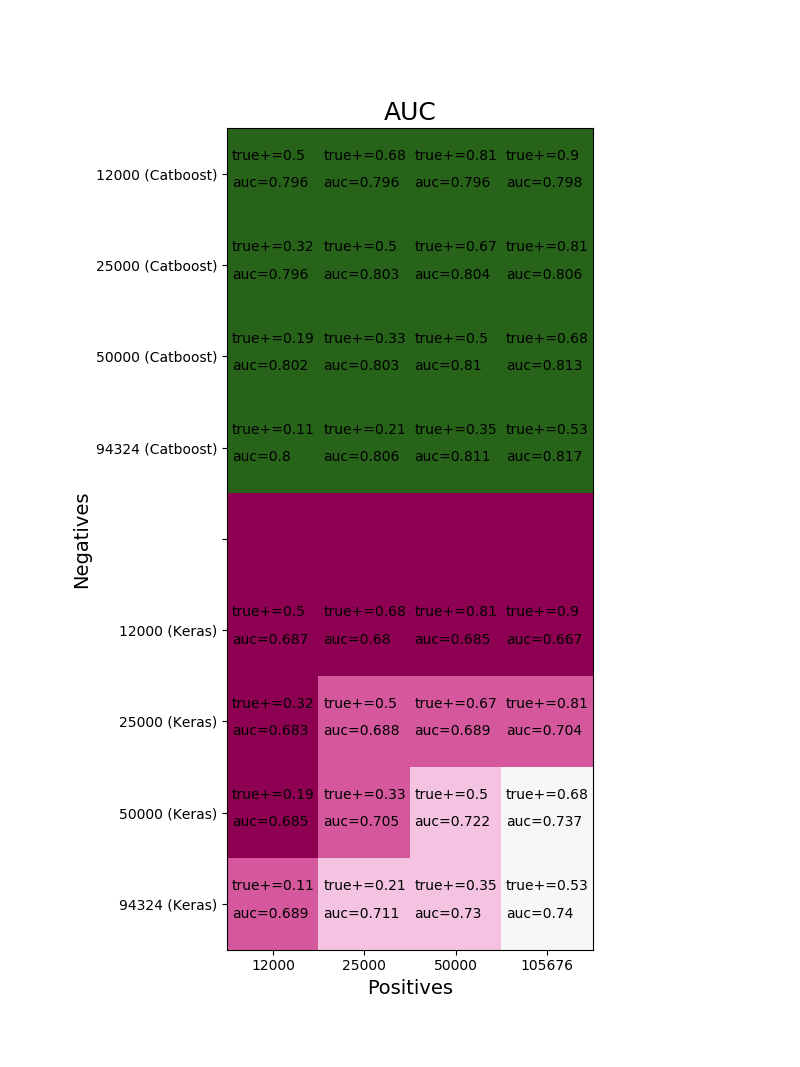 AUC
true+=0.5 true+=0.68 true+=0.81 true+=0.9
12000 (Catboost)
auc=0.796 auc=0.796 auc=0.796 auc=0.798
true+=0.32 true+=0.5 true+=0.67 true+=0.81
25000 (Catboost)
auc=0.796 auc=0.803 auc=0.804 auc=0.806
true+=0.19 true+=0.33 true+=0.5 true+=0.68
50000 (Catboost)
auc=0.802 auc=0.803 auc=0.81 auc=0.813
true+=0.11 true+=0.21 true+=0.35 true+=0.53
94324 (Catboost)
auc=0.8 auc=0.806 auc=0.811 auc=0.817
Negatives
true+=0.5 true+=0.68 true+=0.81 true+=0.9
12000 (Keras)
auc=0.687 auc=0.68 auc=0.685 auc=0.667
true+=0.32 true+=0.5 true+=0.67 true+=0.81
25000 (Keras)
auc=0.683 auc=0.688 auc=0.689 auc=0.704
true+=0.19 true+=0.33 true+=0.5 true+=0.68
50000 (Keras)
auc=0.685 auc=0.705 auc=0.722 auc=0.737
true+=0.11 true+=0.21 true+=0.35 true+=0.53
94324 (Keras)
auc=0.689 auc=0.711 auc=0.73 auc=0.74
12000 25000 50000 105676
Positives